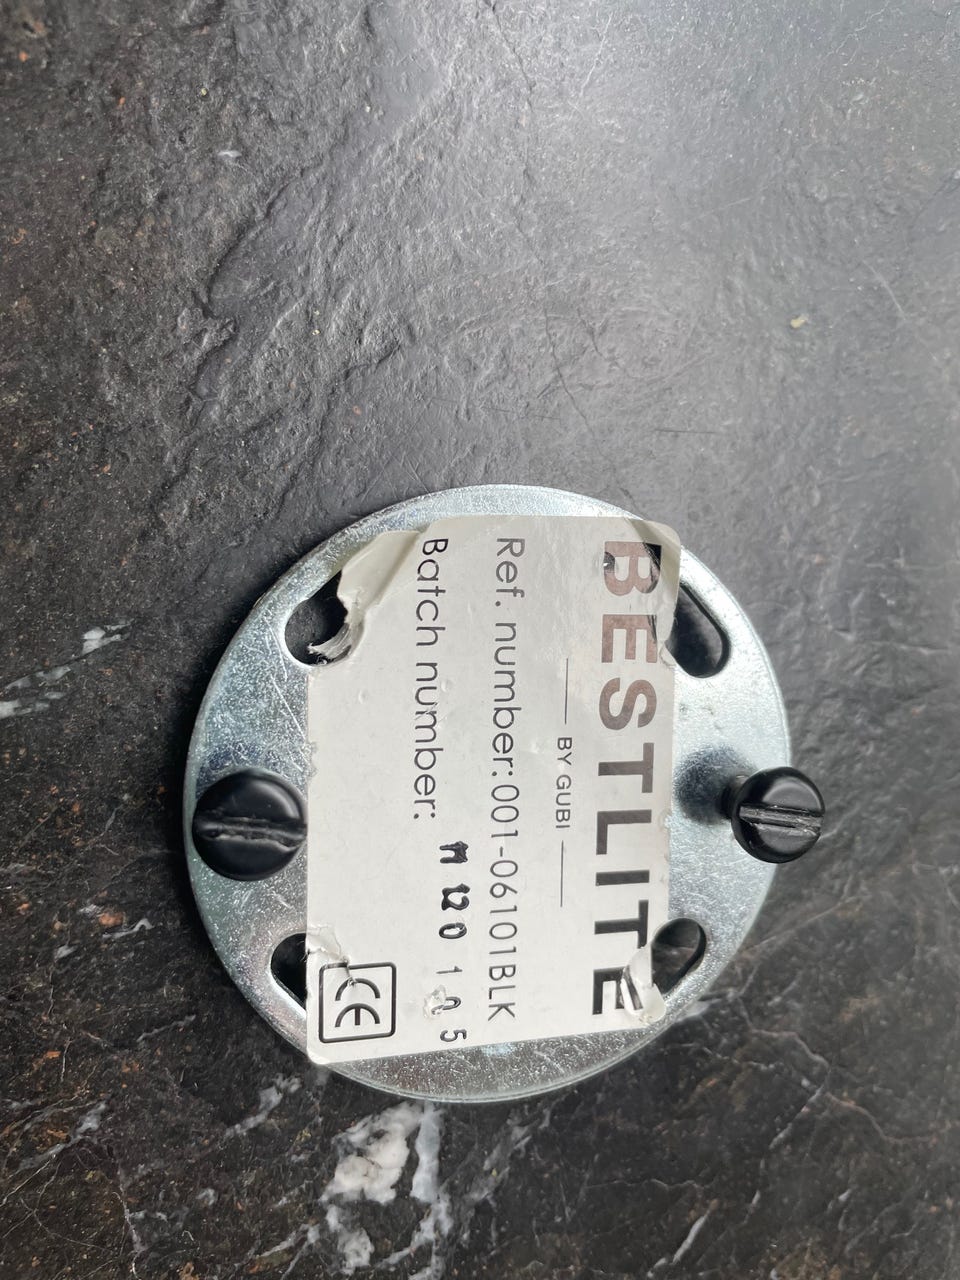 BESTLITE
BY GUBI
Ref. number:001-06101BLK
Batch number:
CE